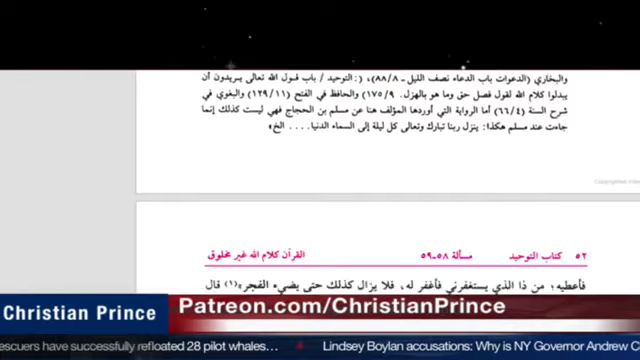 والبخاري (الدعوات باب الدعاء نصف الليل - ٨٨/٨)، (: التوحيد / باب قول الله تعالى يريدون أن
يبدلوا كلام الله لقول فصل حق وما هو بالهزل. ١٧٥/٩) والحافظ في الفتح (١٢٩/١١) والبغوي في
شرح السنة (٦٦/٤) أما الرواية التي أوردها المؤلف هنا عن مسلم بن الحجاج فهي ليست كذلك إنما
جاءت عند مسلم هكذا: ينزل ربنا تبارك وتعالى كل ليلة إلى السماء الدنيا .... الخ»
٥٢ كتاب التوحيد مسألة ٥٨-٥٩ القرآن كلام الله غير مخلوق
فأعطيه؛ من ذا الذي يستغفرني فأغفر له، فلا يزال كذلك حتى يضيء الفجر»(١) قال
Christian Prince Patreon.com/ChristianPrince
escuers have successfully refloated 28 pilot whales... Lindsey Boylan accusations: Why is NY Governor Andrew C